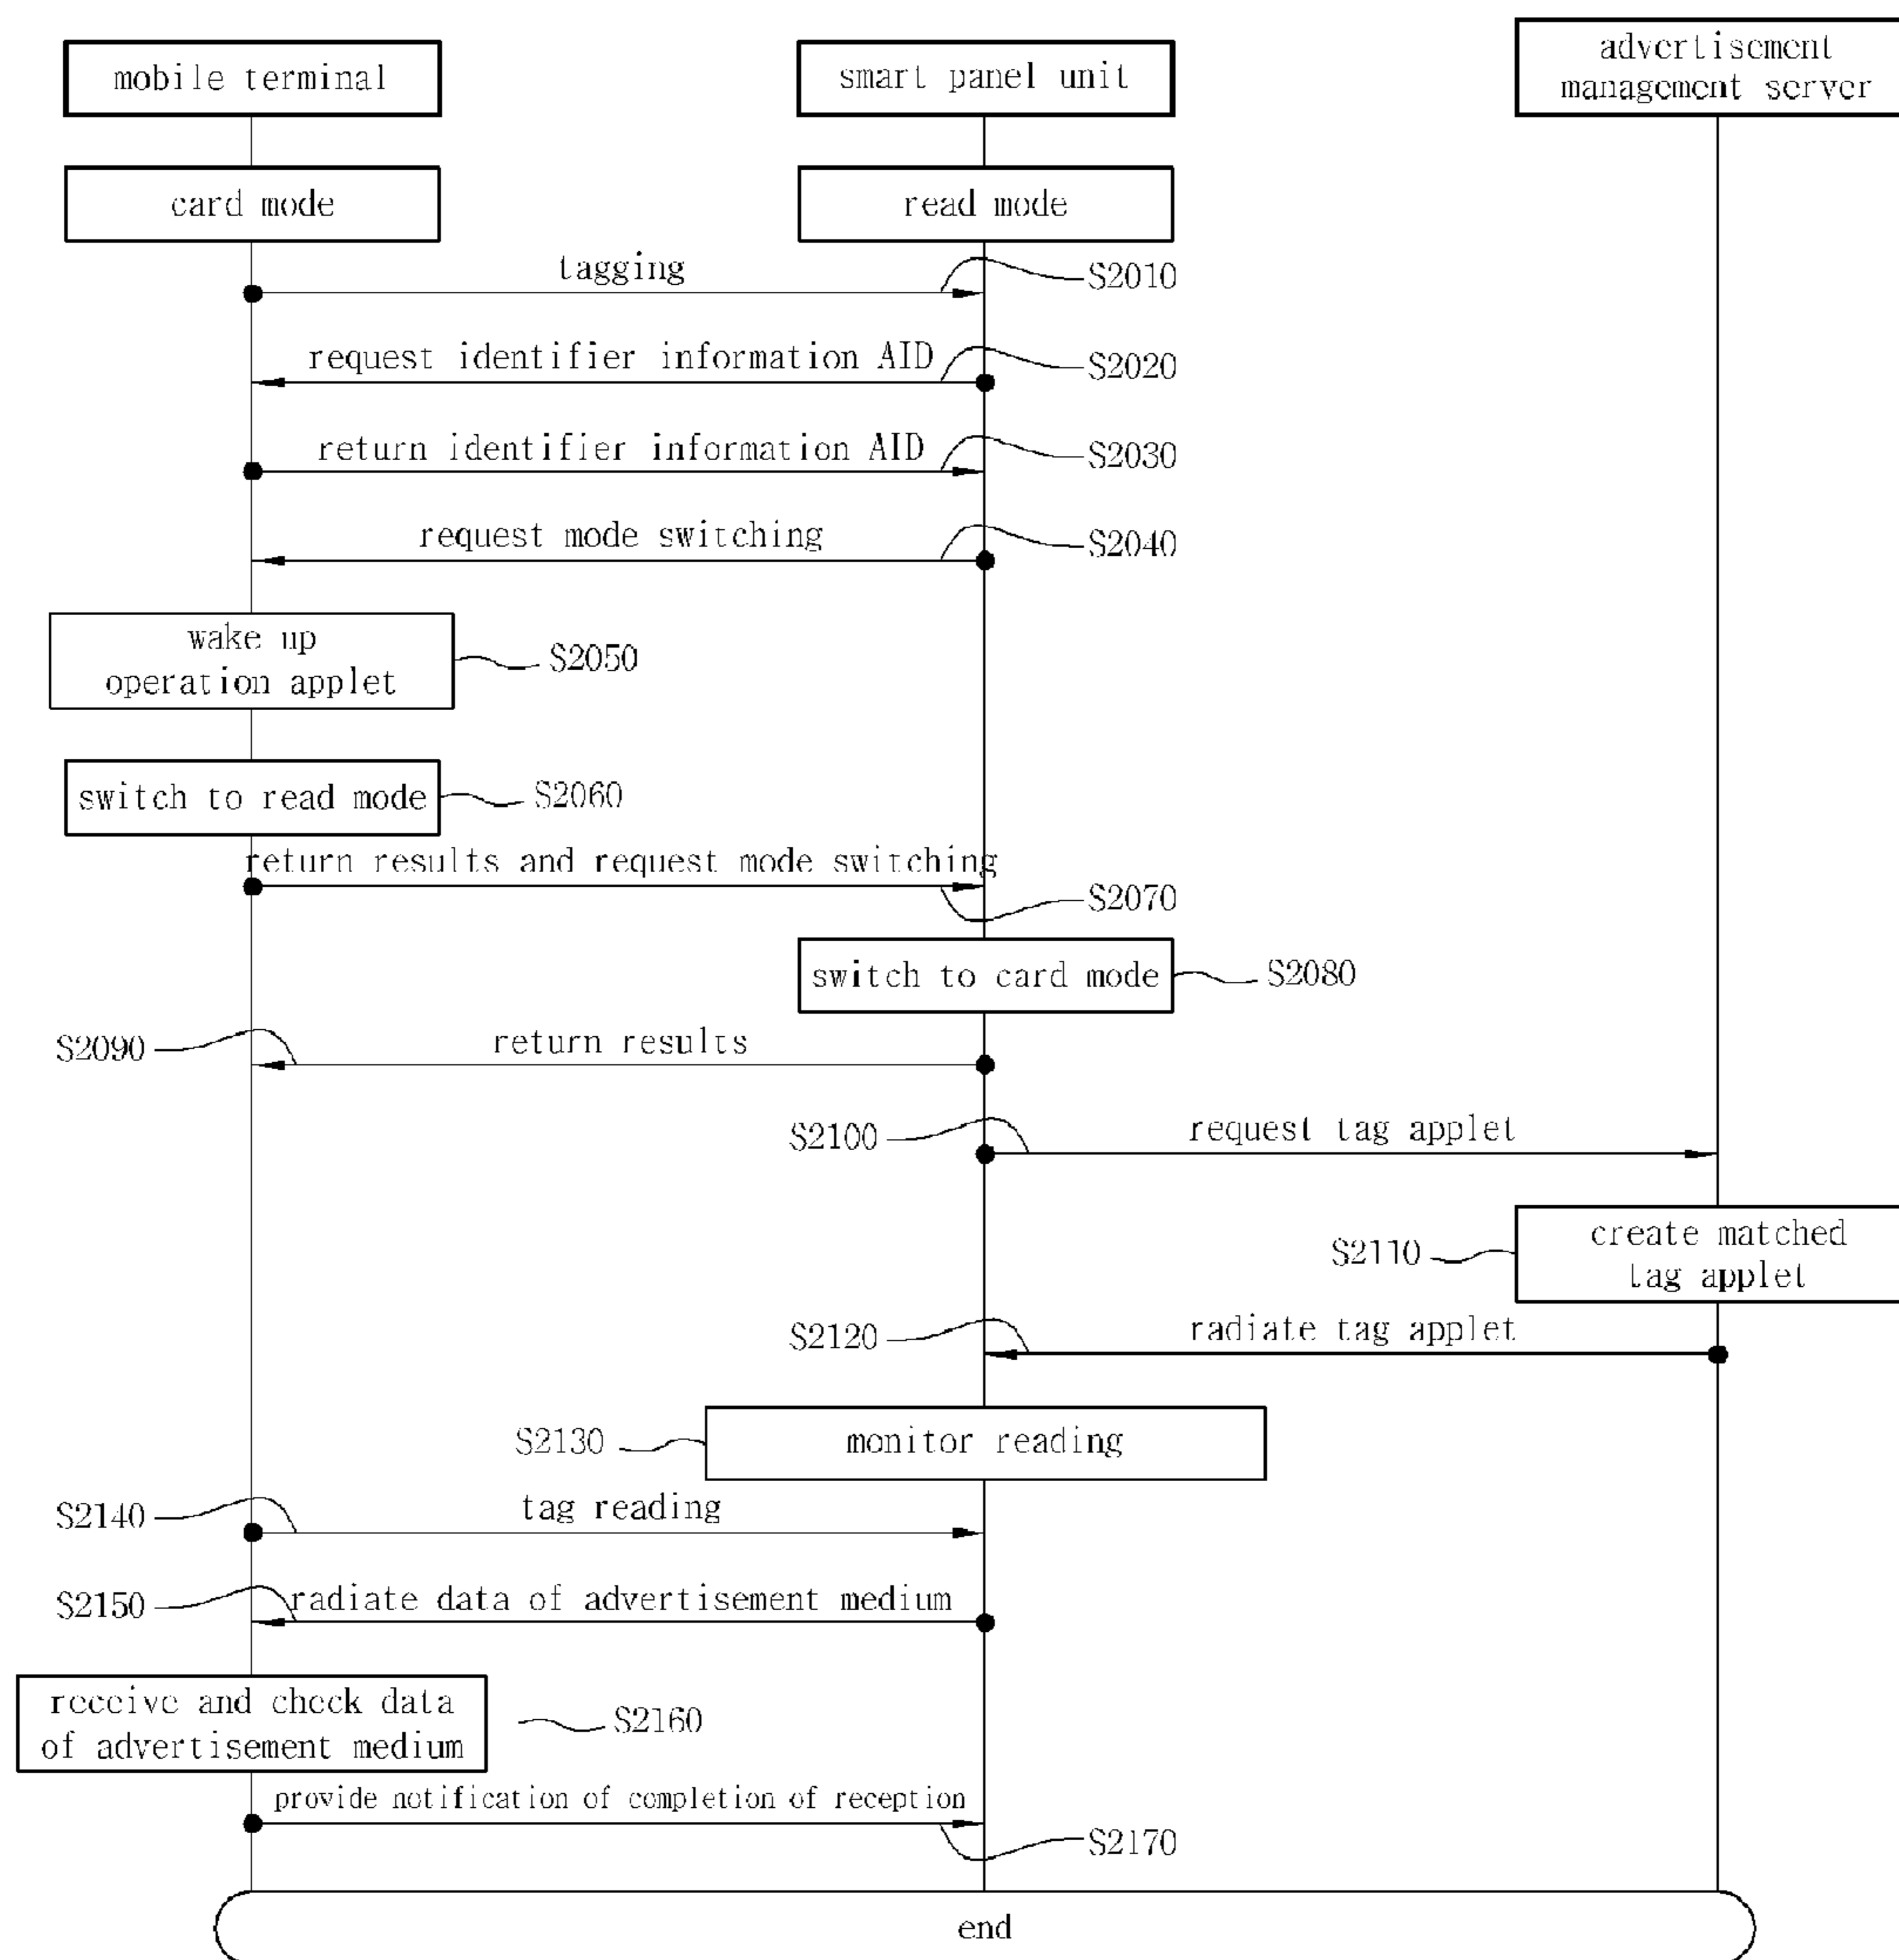 mobile terminal
smart panel unit
advertisement
management server
card mode
read mode
tagging
S2010
request identifier information AID
S2020
return identifier information AID
S2030
request mode switching
S2040
wake up
operation applet
S2050
switch to read mode
S2060
return results and request mode switching
S2070
switch to card mode
S2080
S2090
return results
S2100
request tag applet
S2110
create matched
tag applet
S2120
radiate tag applet
S2130
monitor reading
S2140
tag reading
S2150
radiate data of advertisement medium
receive and check data
of advertisement medium
S2160
provide notification of completion of reception
S2170
end